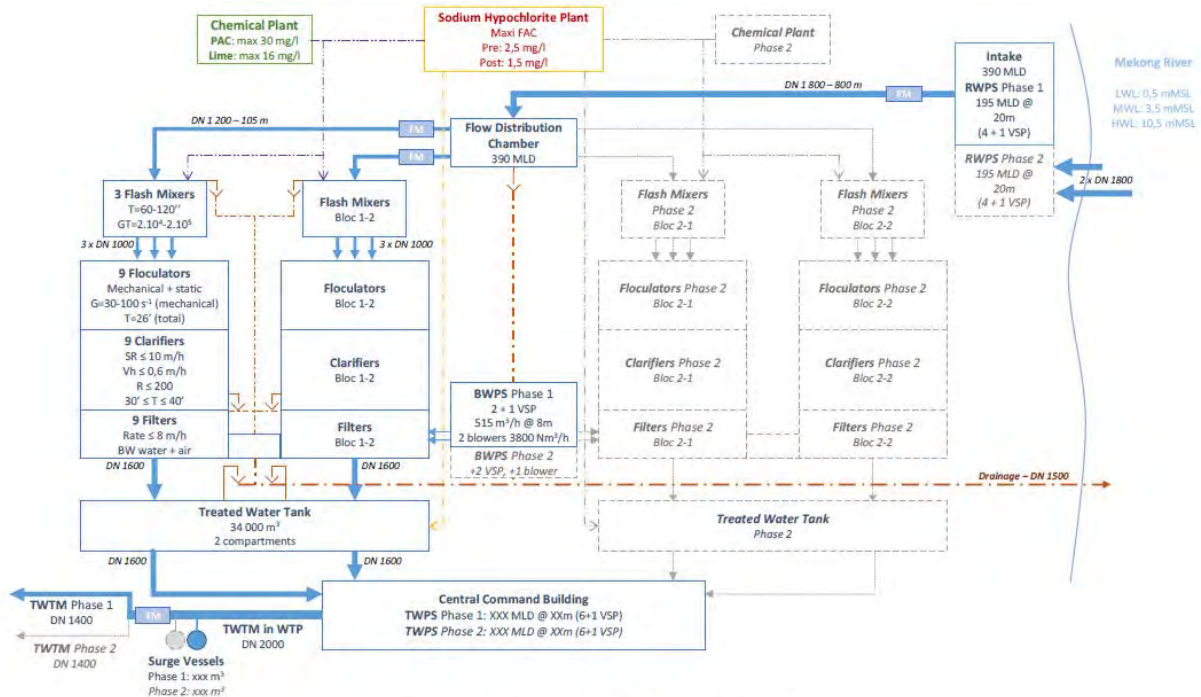 Chemical Plant
PAC: max 30 mg/l
Lime: max 16 mg/l
Sodium Hypochlorite Plant
Maxi FAC
Pre: 2,5 mg/l
Post: 1,5 mg/l
Chemical Plant
Phase 2
Intake
390 MLD
RWPS Phase 1
195 MLD @
20m
(4 + 1 VSP)
RWPS Phase 2
195 MLD @
20m
(4 + 1 VSP)
Mekong River
LWL: 0,5 mMSL
MWL: 3,5 mMSL
HWL: 10,5 mMSL
2 x DN 1800
DN 1 800 – 800 m
FM
DN 1 200 – 105 m
FM
FM
Flow Distribution
Chamber
390 MLD
3 Flash Mixers
T=60-120''
GT=2.10⁴-2.10⁵
Flash Mixers
Bloc 1-2
Flash Mixers
Phase 2
Bloc 2-1
Flash Mixers
Phase 2
Bloc 2-2
3 x DN 1000
3 x DN 1000
9 Floculators
Mechanical + static
G=30-100 s⁻¹ (mechanical)
T=26' (total)
Floculators
Bloc 1-2
Floculators Phase 2
Bloc 2-1
Floculators Phase 2
Bloc 2-2
9 Clarifiers
SR ≤ 10 m/h
Vh ≤ 0,6 m/h
R ≤ 200
30' ≤ T ≤ 40'
Clarifiers
Bloc 1-2
Clarifiers Phase 2
Bloc 2-1
Clarifiers Phase 2
Bloc 2-2
9 Filters
Rate ≤ 8 m/h
BW water + air
Filters
Bloc 1-2
BWPS Phase 1
2 + 1 VSP
515 m³/h @ 8m
2 blowers 3800 Nm³/h
BWPS Phase 2
+2 VSP, +1 blower
Filters Phase 2
Bloc 2-1
Filters Phase 2
Bloc 2-2
DN 1600
DN 1600
Drainage – DN 1500
Treated Water Tank
34 000 m³
2 compartments
Treated Water Tank
Phase 2
DN 1600
DN 1600
Central Command Building
TWPS Phase 1: XXX MLD @ XXm (6+1 VSP)
TWPS Phase 2: XXX MLD @ XXm (6+1 VSP)
TWTM Phase 1
DN 1400
FM
TWTM in WTP
DN 2000
TWTM Phase 2
DN 1400
Surge Vessels
Phase 1: xxx m³
Phase 2: xxx m³